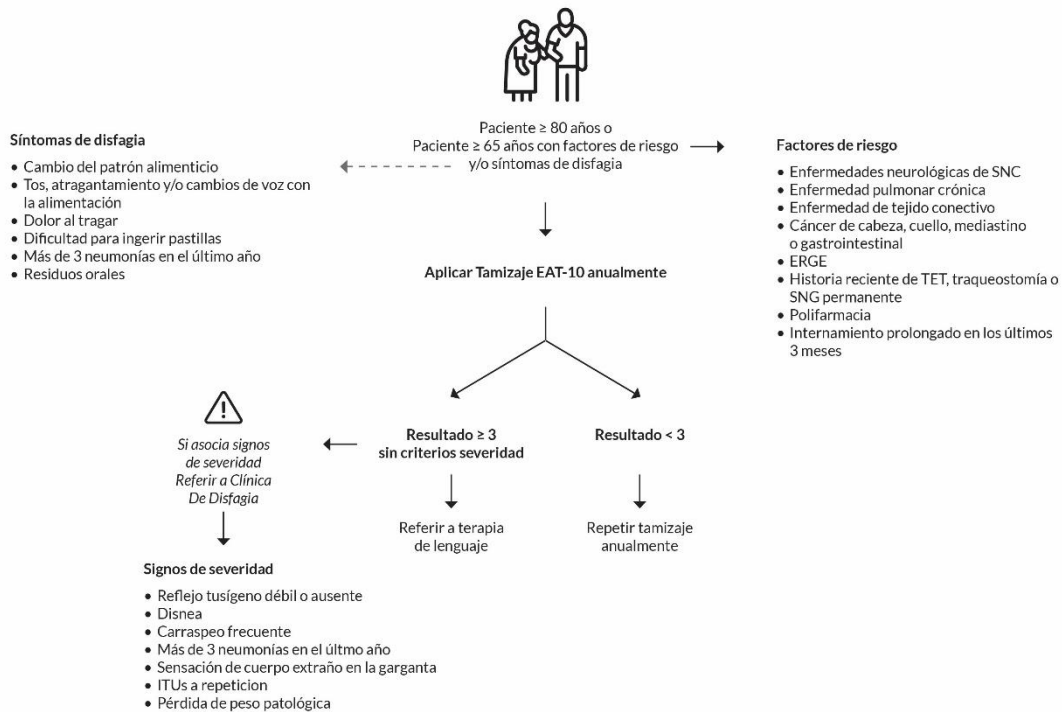 Paciente ≥ 80 años o
Paciente ≥ 65 años con factores de riesgo
y/o síntomas de disfagia
Síntomas de disfagia
• Cambio del patrón alimenticio
• Tos, atragantamiento y/o cambios de voz con
la alimentación
• Dolor al tragar
• Dificultad para ingerir pastillas
• Más de 3 neumonías en el último año
• Residuos orales
Factores de riesgo
• Enfermedades neurológicas de SNC
• Enfermedad pulmonar crónica
• Enfermedad de tejido conectivo
• Cáncer de cabeza, cuello, mediastino
o gastrointestinal
• ERGE
• Historia reciente de TET, traqueostomía o
SNG permanente
• Polifarmacia
• Internamiento prolongado en los últimos
3 meses
Aplicar Tamizaje EAT-10 anualmente
Resultado ≥ 3
sin criterios severidad
Resultado < 3
Si asocia signos
de severidad
Referir a Clínica
De Disfagia
Referir a terapia
de lenguaje
Repetir tamizaje
anualmente
Signos de severidad
• Reflejo tusígeno débil o ausente
• Disnea
• Carraspeo frecuente
• Más de 3 neumonías en el últmo año
• Sensación de cuerpo extraño en la garganta
• ITUs a repeticion
• Pérdida de peso patológica